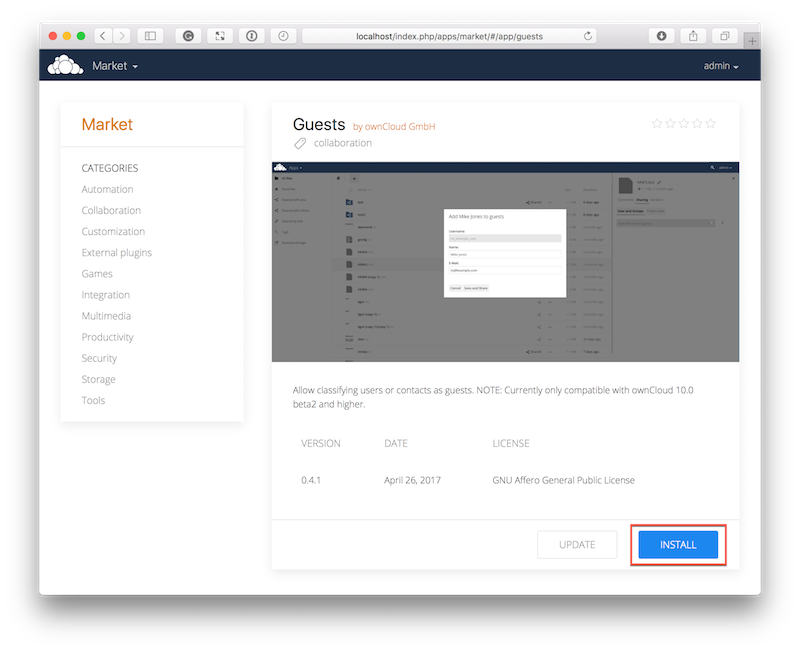 localhost/index.php/apps/market/#/app/guests
Market
admin
Market
CATEGORIES
Automation
Collaboration
Customization
External plugins
Games
Integration
Multimedia
Productivity
Security
Storage
Tools
Guests by ownCloud GmbH
collaboration
Add Mike Jones to guests
Username
Name
E-Mail
Cancel Save and Share
Allow classifying users or contacts as guests. NOTE: Currently only compatible with ownCloud 10.0
beta2 and higher.
VERSION DATE LICENSE
0.4.1 April 26, 2017 GNU Affero General Public License
UPDATE INSTALL